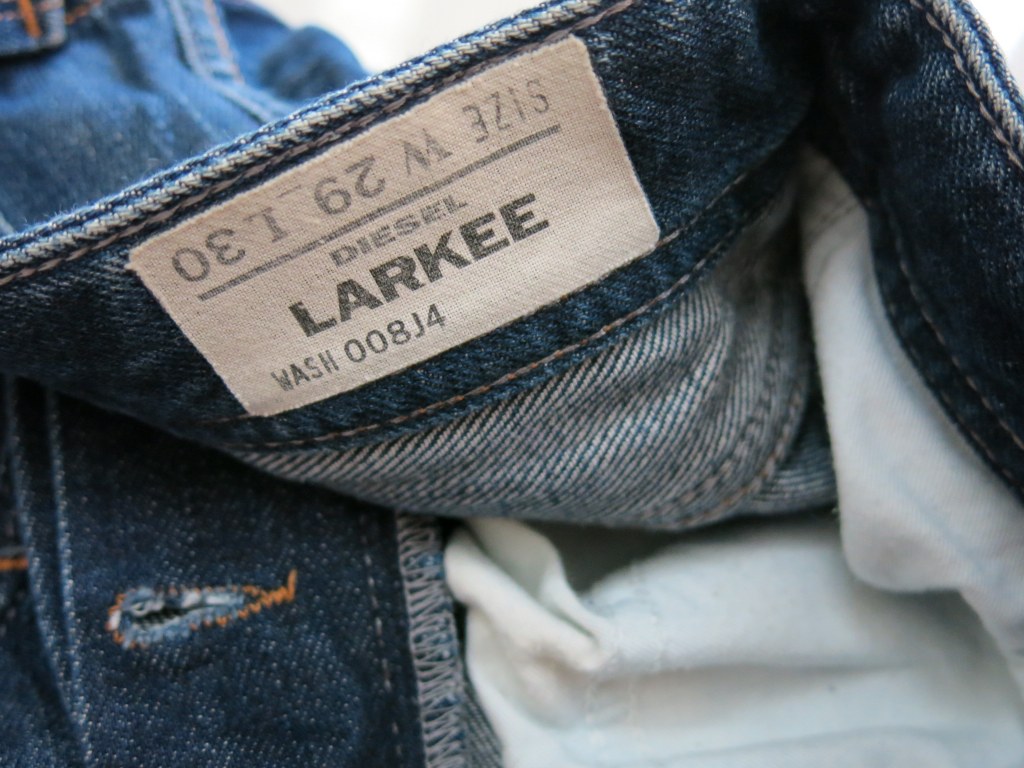 SIZE W 29 L 30
DIESEL
LARKEE
WASH 008J4